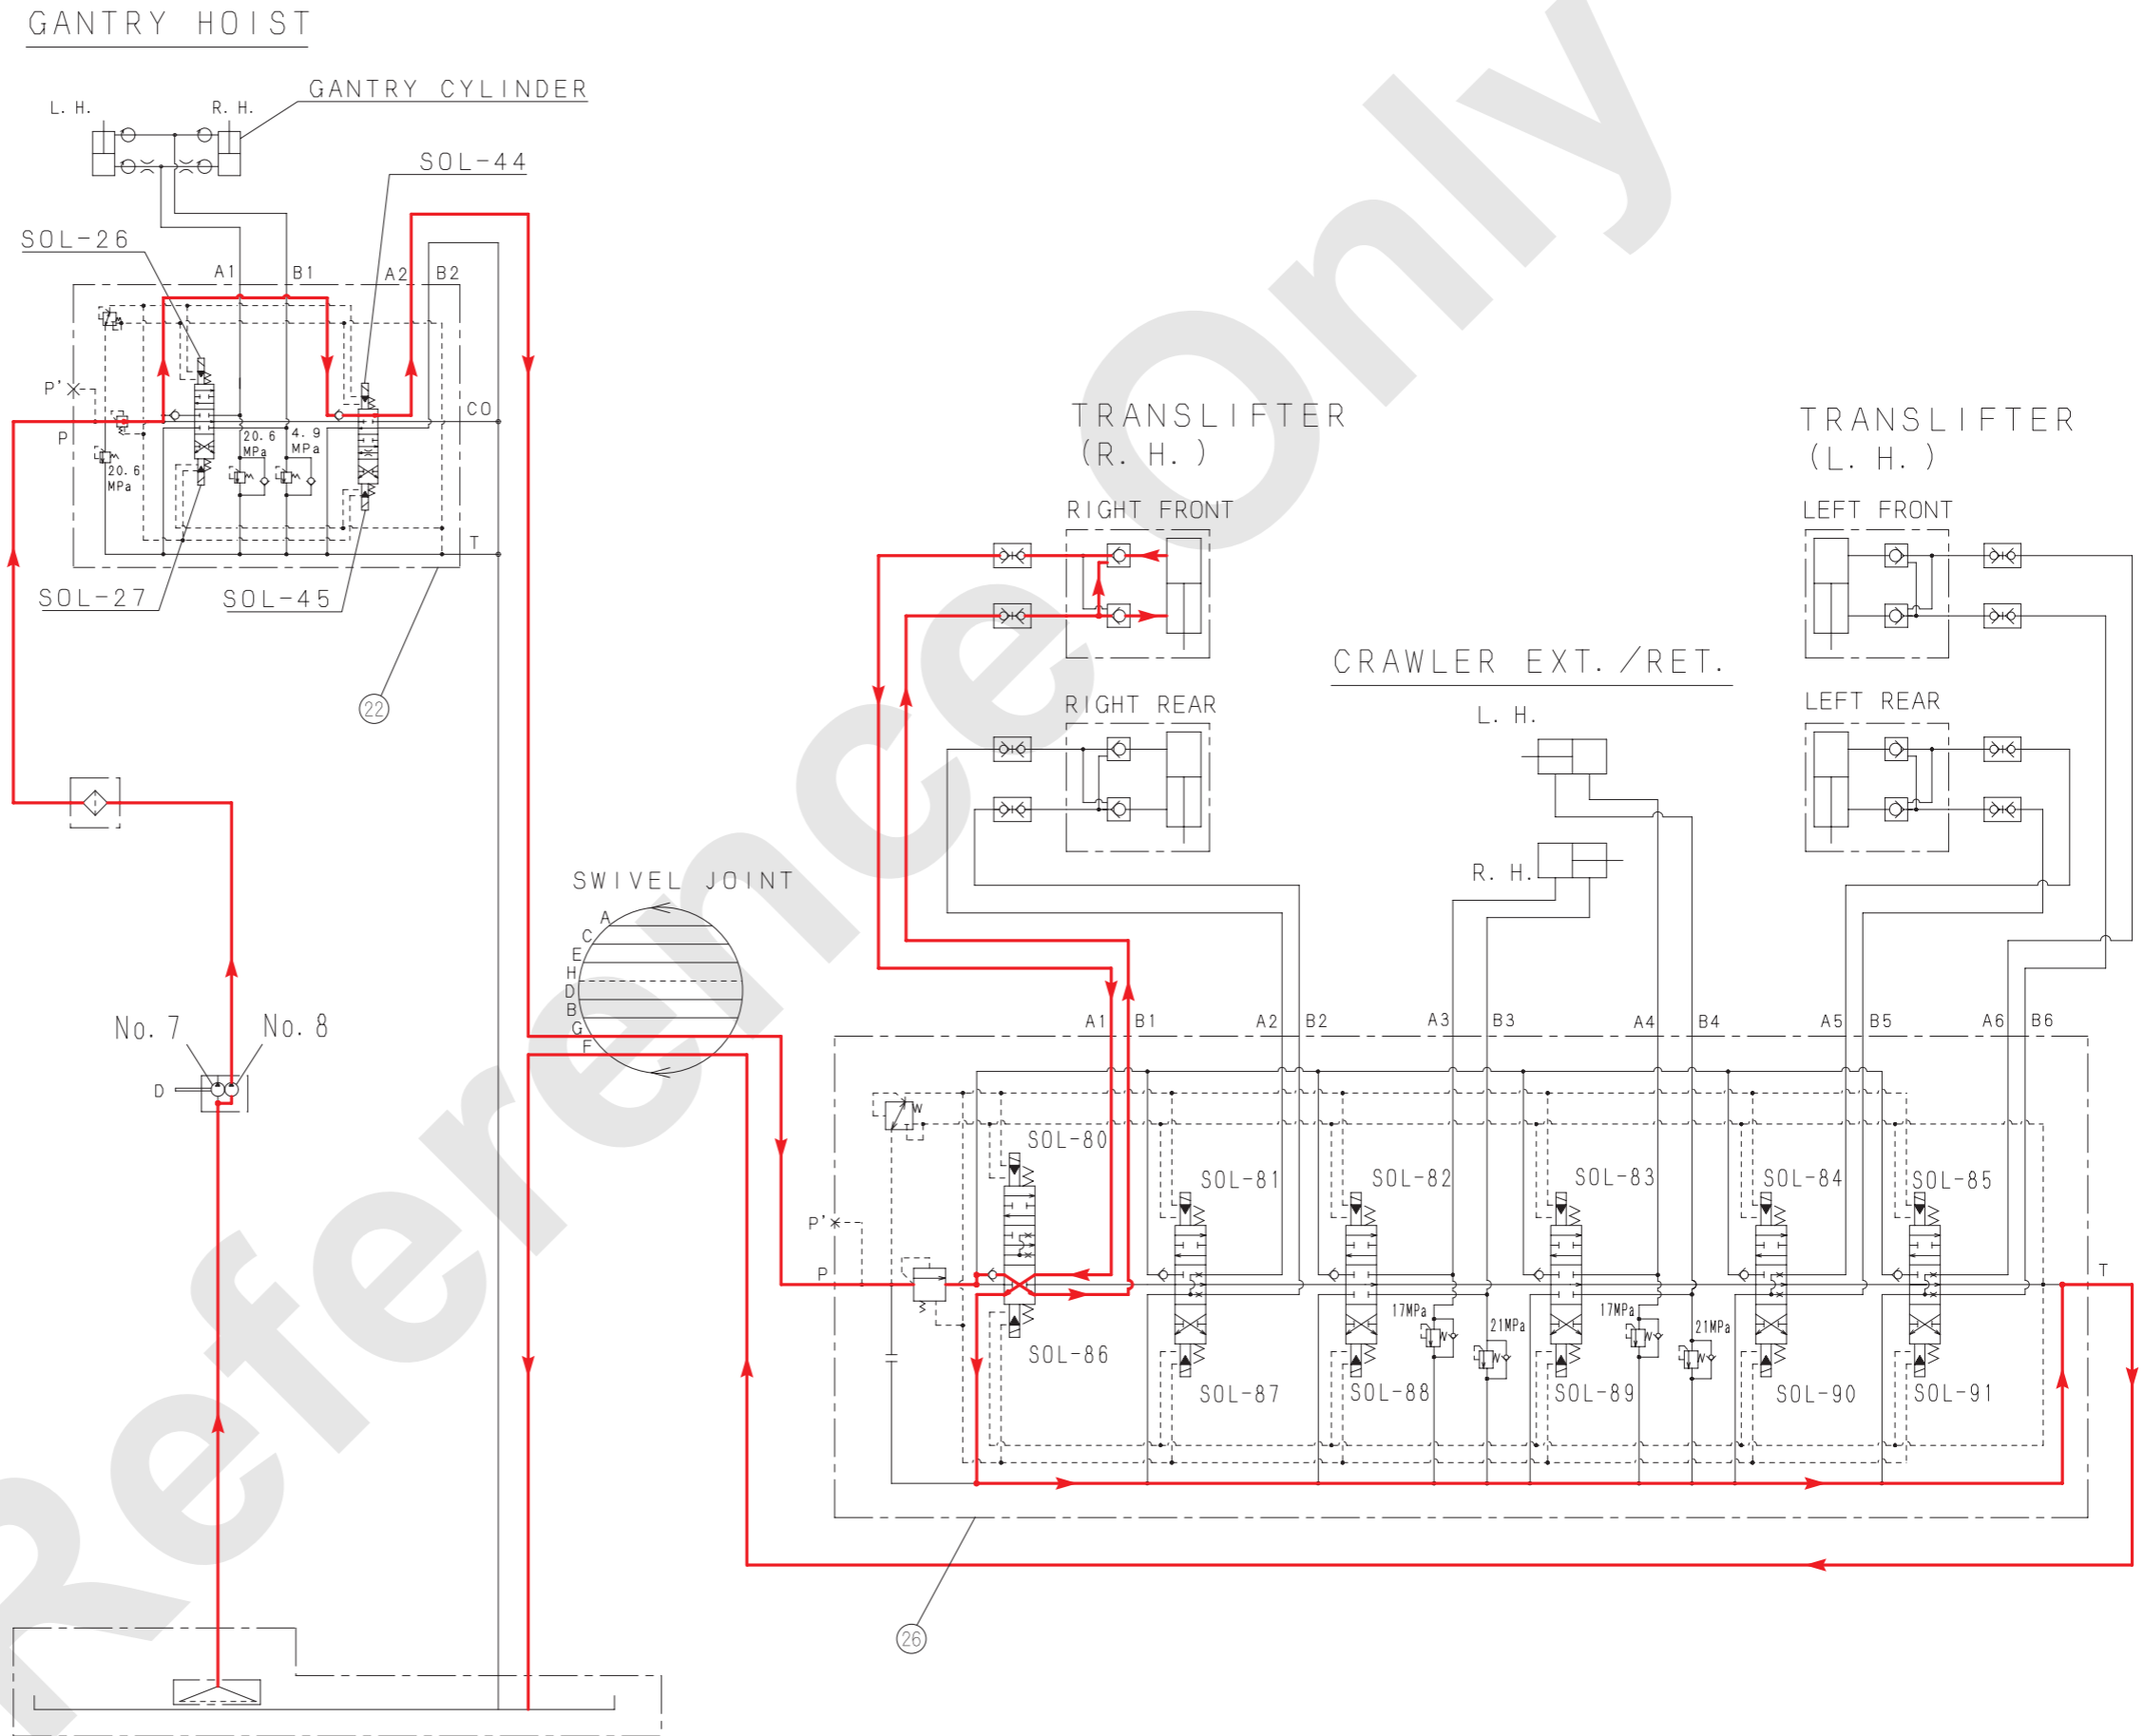 GANTRY HOIST
GANTRY CYLINDER
L. H.
R. H.
SOL-44
SOL-26
A1
B1
A2
B2
P'
CO
P
20.6
MPa
4.9
MPa
20.6
MPa
T
SOL-27
SOL-45
22
TRANSLIFTER
(R. H.)
RIGHT FRONT
RIGHT REAR
TRANSLIFTER
(L. H.)
LEFT FRONT
LEFT REAR
CRAWLER EXT./RET.
L. H.
R. H.
SWIVEL JOINT
A
C
E
H
D
B
G
F
No. 7
No. 8
D
A1
B1
A2
B2
A3
B3
A4
B4
A5
B5
A6
B6
SOL-80
SOL-81
SOL-82
SOL-83
SOL-84
SOL-85
P'
P
T
17MPa
21MPa
17MPa
21MPa
SOL-86
SOL-87
SOL-88
SOL-89
SOL-90
SOL-91
26
Reference Only